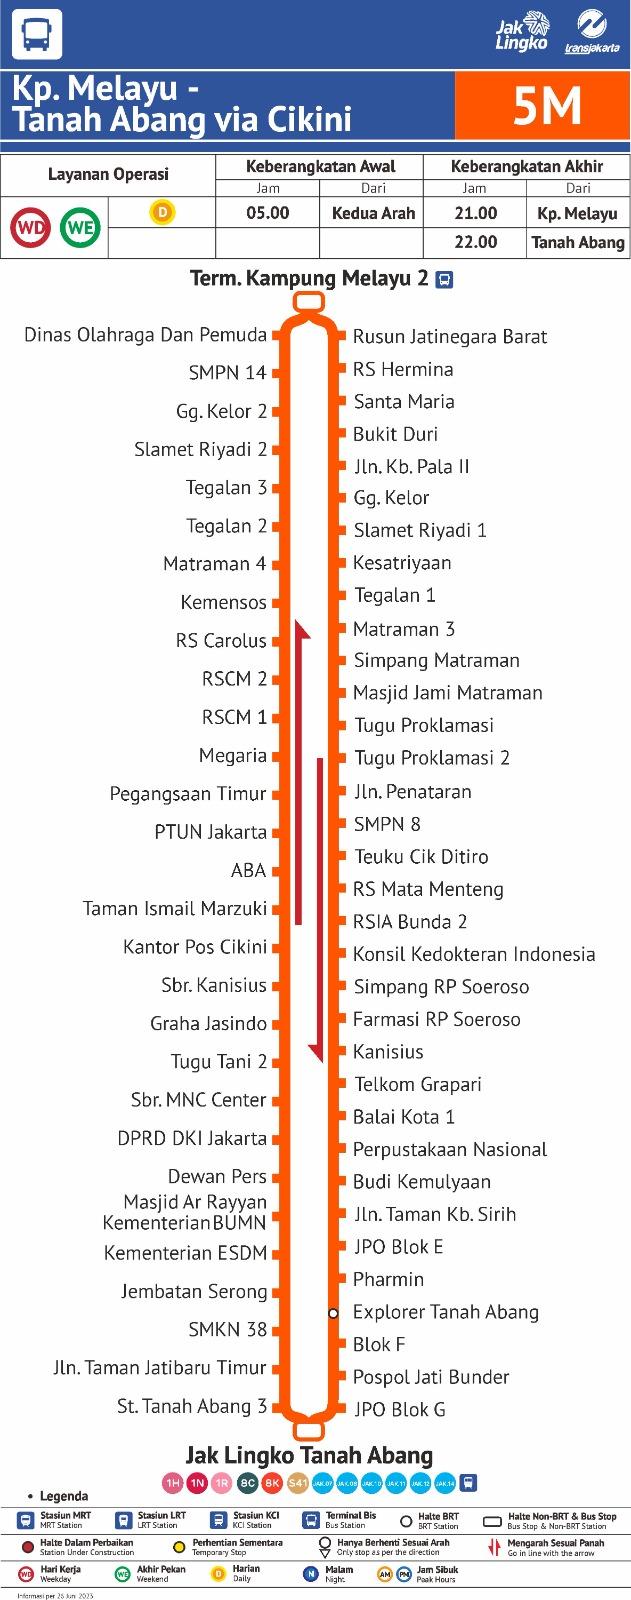 Jak
Lingko
transjakarta
Kp. Melayu -
Tanah Abang via Cikini
5M
Layanan Operasi
Keberangkatan Awal
Keberangkatan Akhir
Jam
Dari
Jam
Dari
WD
WE
D
05.00
Kedua Arah
21.00
Kp. Melayu
22.00
Tanah Abang
Term. Kampung Melayu 2
Dinas Olahraga Dan Pemuda
SMPN 14
Gg. Kelor 2
Slamet Riyadi 2
Tegalan 3
Tegalan 2
Matraman 4
Kemensos
RS Carolus
RSCM 2
RSCM 1
Megaria
Pegangsaan Timur
PTUN Jakarta
ABA
Taman Ismail Marzuki
Kantor Pos Cikini
Sbr. Kanisius
Graha Jasindo
Tugu Tani 2
Sbr. MNC Center
DPRD DKI Jakarta
Dewan Pers
Masjid Ar Rayyan
Kementerian BUMN
Kementerian ESDM
Jembatan Serong
SMKN 38
Jln. Taman Jatibaru Timur
St. Tanah Abang 3
Rusun Jatinegara Barat
RS Hermina
Santa Maria
Bukit Duri
Jln. Kb. Pala II
Gg. Kelor
Slamet Riyadi 1
Kesatriyaan
Tegalan 1
Matraman 3
Simpang Matraman
Masjid Jami Matraman
Tugu Proklamasi
Tugu Proklamasi 2
Jln. Penataran
SMPN 8
Teuku Cik Ditiro
RS Mata Menteng
RSIA Bunda 2
Konsil Kedokteran Indonesia
Simpang RP Soeroso
Farmasi RP Soeroso
Kanisius
Telkom Grapari
Balai Kota 1
Perpustakaan Nasional
Budi Kemulyaan
Jln. Taman Kb. Sirih
JPO Blok E
Pharmin
Explorer Tanah Abang
Blok F
Pospol Jati Bunder
JPO Blok G
Jak Lingko Tanah Abang
1H 1N 1R 8C 8K S41 JAK.07 JAK.08 JAK.10 JAK.11 JAK.12 JAK.14
• Legenda
Stasiun MRT
MRT Station
Stasiun LRT
LRT Station
Stasiun KCI
KCI Station
Terminal Bis
Bus Station
Halte BRT
BRT Station
Halte Non-BRT & Bus Stop
Bus Stop & Non-BRT Station
Halte Dalam Perbaikan
Station Under Construction
Perhentian Sementara
Temporary Stop
Hanya Berhenti Sesuai Arah
Only stop as per the direction
Mengarah Sesuai Panah
Go in line with the arrow
WD
Hari Kerja
Weekday
WE
Akhir Pekan
Weekend
D
Harian
Daily
N
Malam
Night
AM PM
Jam Sibuk
Peak Hours
Informasi per 26 Juni 2023